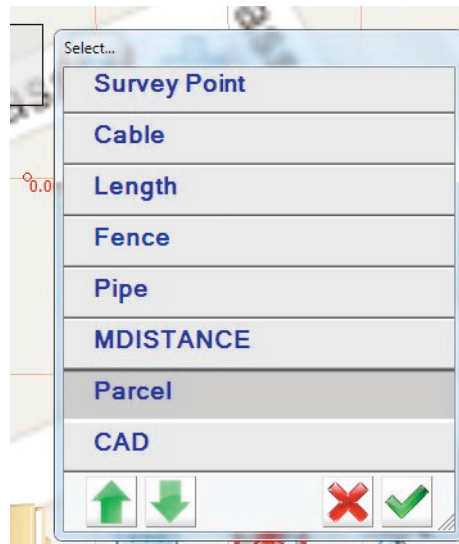 Select...
Survey Point
Cable
Length
Fence
Pipe
MDISTANCE
Parcel
CAD